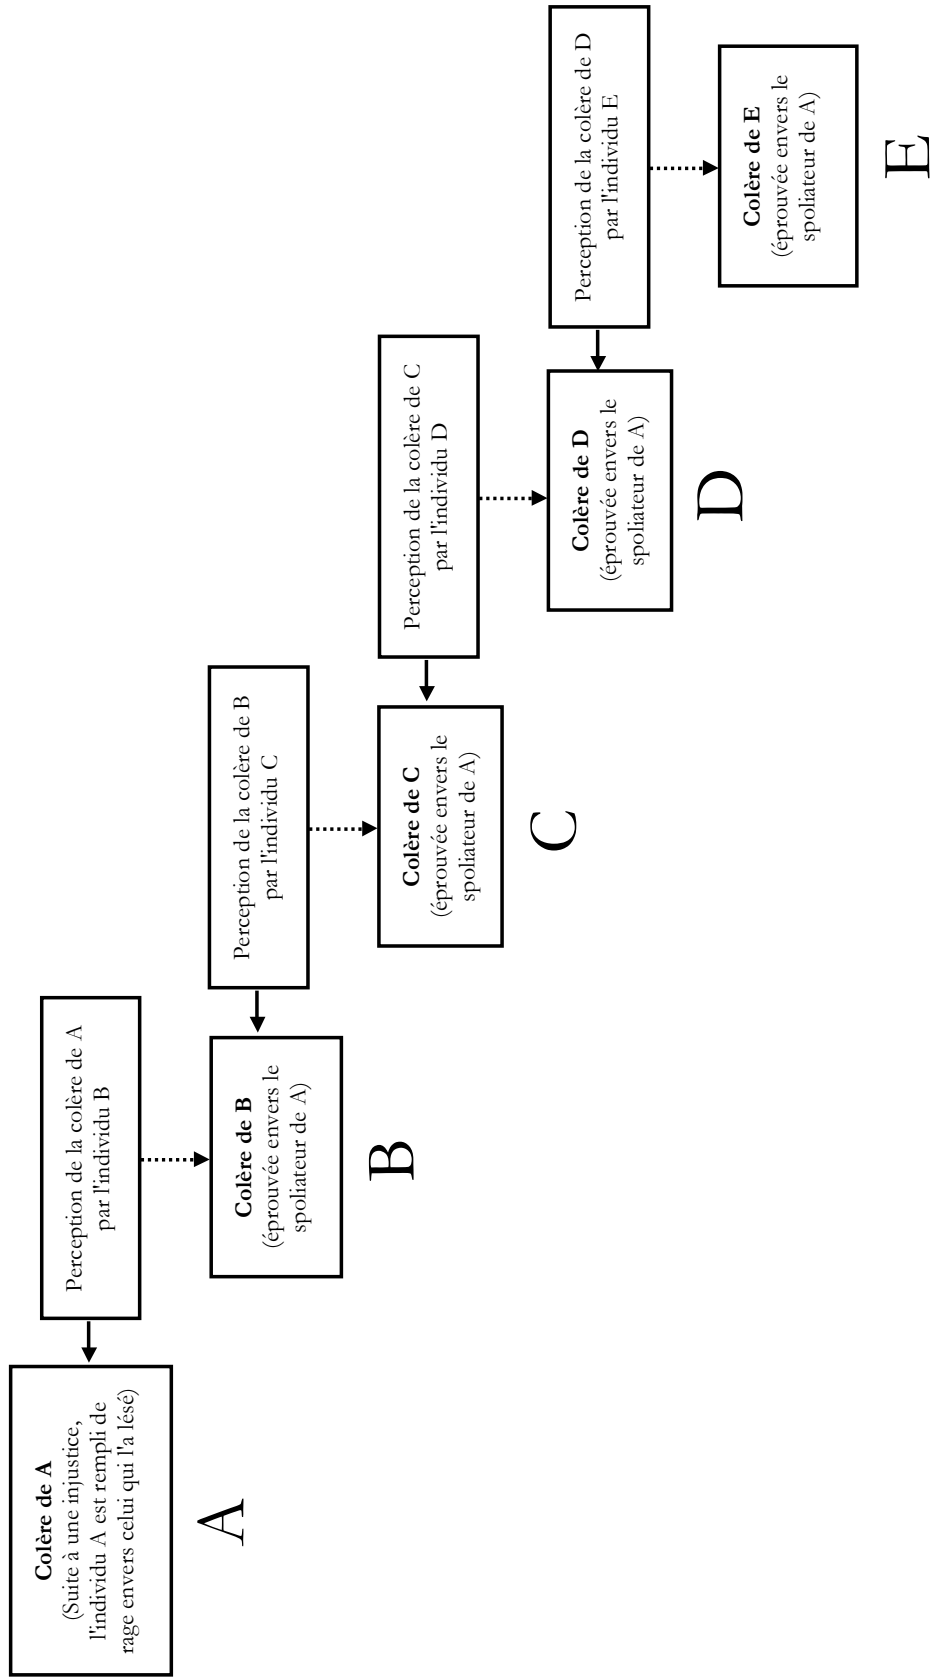 Colère de A
(Suite à une injustice,
l'individu A est rempli de
rage envers celui qui l'a lésé)
A
Perception de la colère de A
par l'individu B
Colère de B
(éprouvée envers le
spoliateur de A)
B
Perception de la colère de B
par l'individu C
Colère de C
(éprouvée envers le
spoliateur de A)
C
Perception de la colère de C
par l'individu D
Colère de D
(éprouvée envers le
spoliateur de A)
D
Perception de la colère de D
par l'individu E
Colère de E
(éprouvée envers le
spoliateur de A)
E